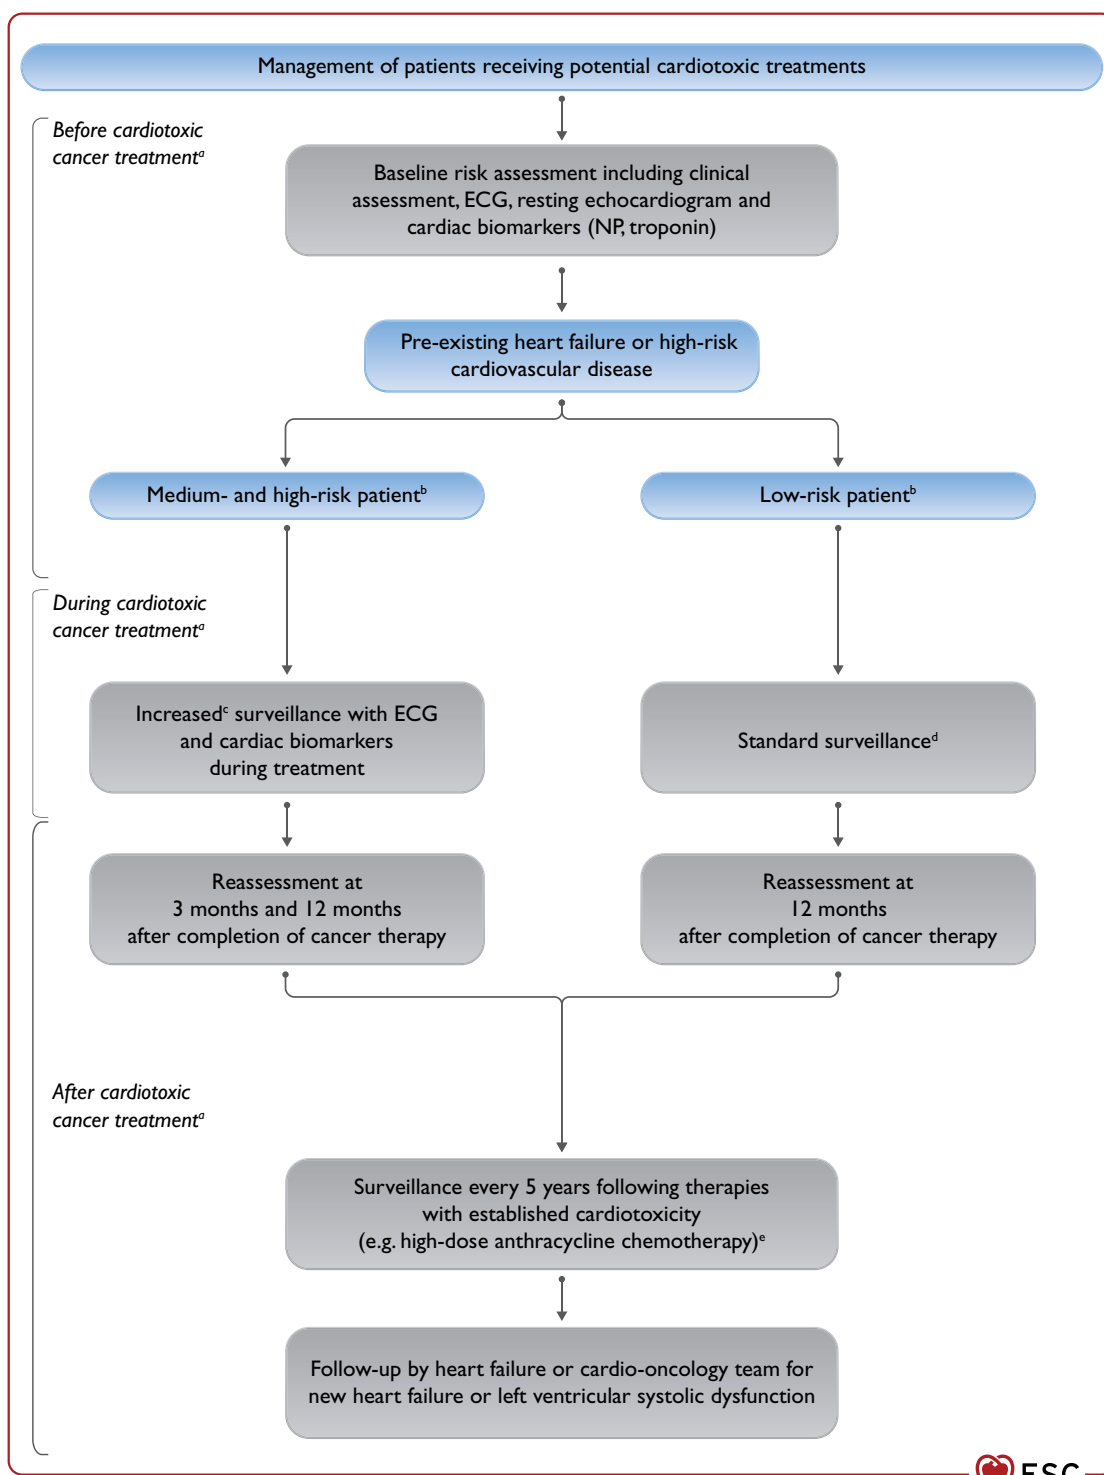 Management of patients receiving potential cardiotoxic treatments
Before cardiotoxic
cancer treatmentᵃ
Baseline risk assessment including clinical
assessment, ECG, resting echocardiogram and
cardiac biomarkers (NP, troponin)
Pre-existing heart failure or high-risk
cardiovascular disease
Medium- and high-risk patientᵇ
Low-risk patientᵇ
During cardiotoxic
cancer treatmentᵃ
Increasedᶜ surveillance with ECG
and cardiac biomarkers
during treatment
Standard surveillanceᵈ
Reassessment at
3 months and 12 months
after completion of cancer therapy
Reassessment at
12 months
after completion of cancer therapy
After cardiotoxic
cancer treatmentᵃ
Surveillance every 5 years following therapies
with established cardiotoxicity
(e.g. high-dose anthracycline chemotherapy)ᵉ
Follow-up by heart failure or cardio-oncology team for
new heart failure or left ventricular systolic dysfunction
ESC